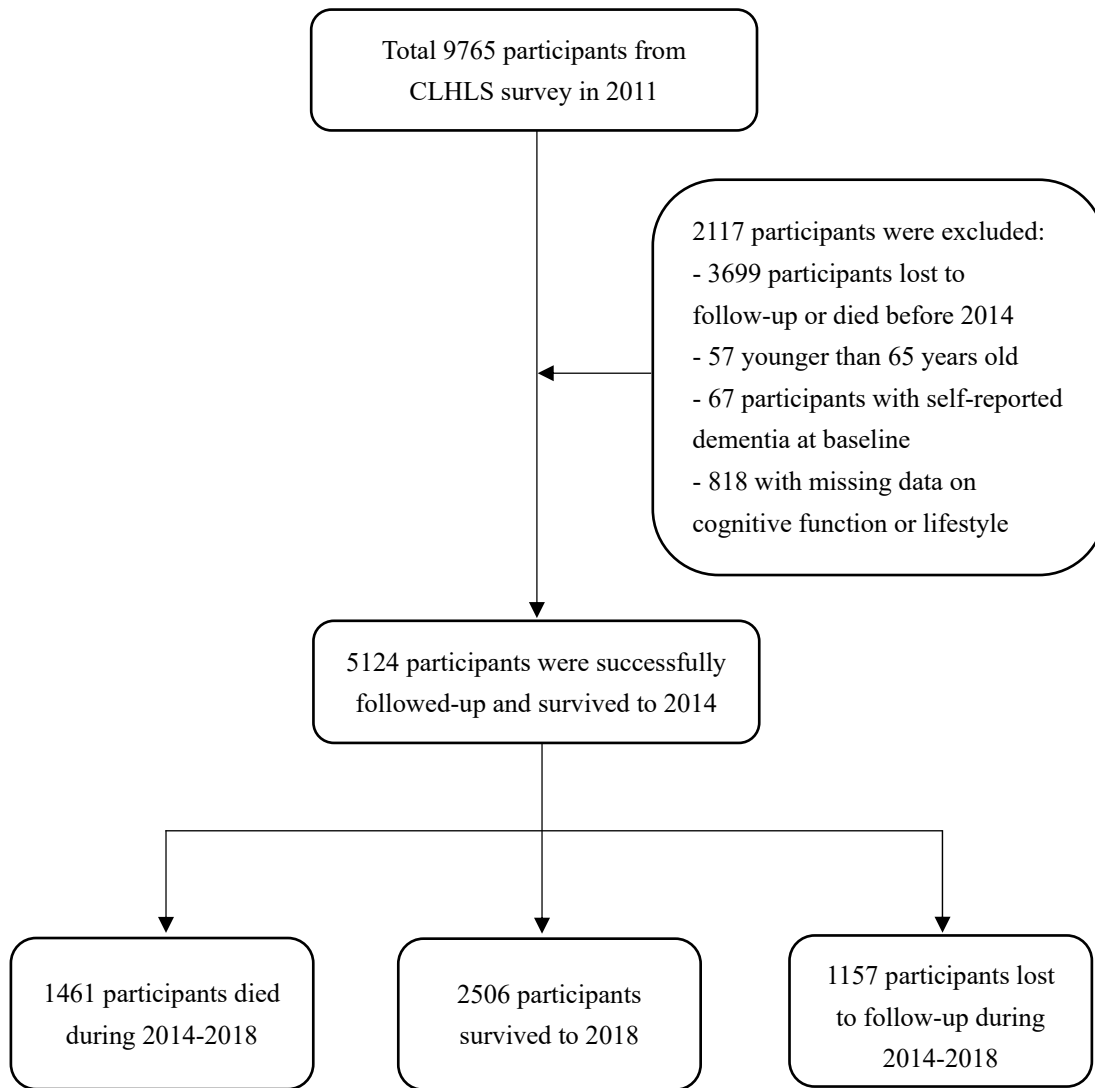 Total 9765 participants from
CLHLS survey in 2011
2117 participants were excluded:
- 3699 participants lost to
follow-up or died before 2014
- 57 younger than 65 years old
- 67 participants with self-reported
dementia at baseline
- 818 with missing data on
cognitive function or lifestyle
5124 participants were successfully
followed-up and survived to 2014
1461 participants died
during 2014-2018
2506 participants
survived to 2018
1157 participants lost
to follow-up during
2014-2018